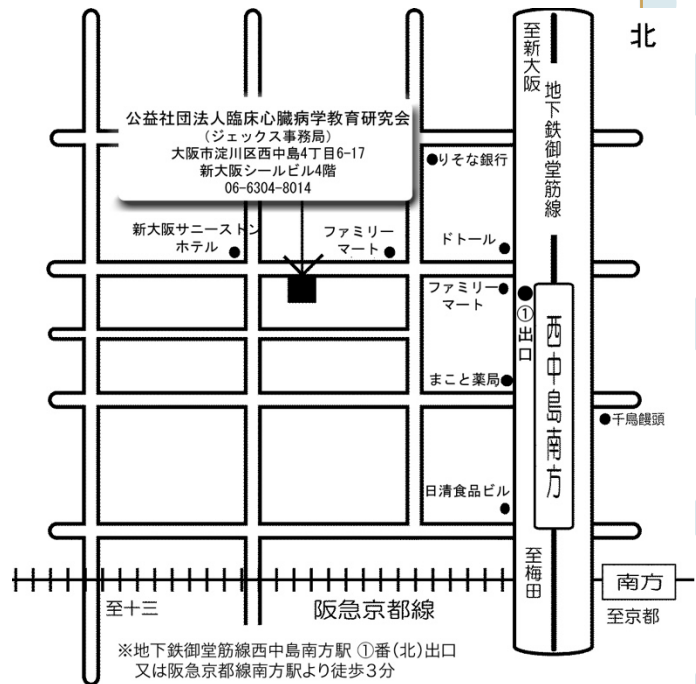 北
至新大阪
地下鉄御堂筋線
公益社団法人臨床心臓病学教育研究会
(ジェックス事務局)
大阪市淀川区西中島4丁目6-17
新大阪シールビル4階
06-6304-8014
●りそな銀行
新大阪サニーストン
ホテル
ファミリー
マート
ドトール
ファミリー
マート
①出口
西中島南方
まこと薬局
千鳥饅頭
日清食品ビル
至梅田
南方
至十三
阪急京都線
至京都
※地下鉄御堂筋線西中島南方駅 ①番(北)出口
又は阪急京都線南方駅より徒歩3分